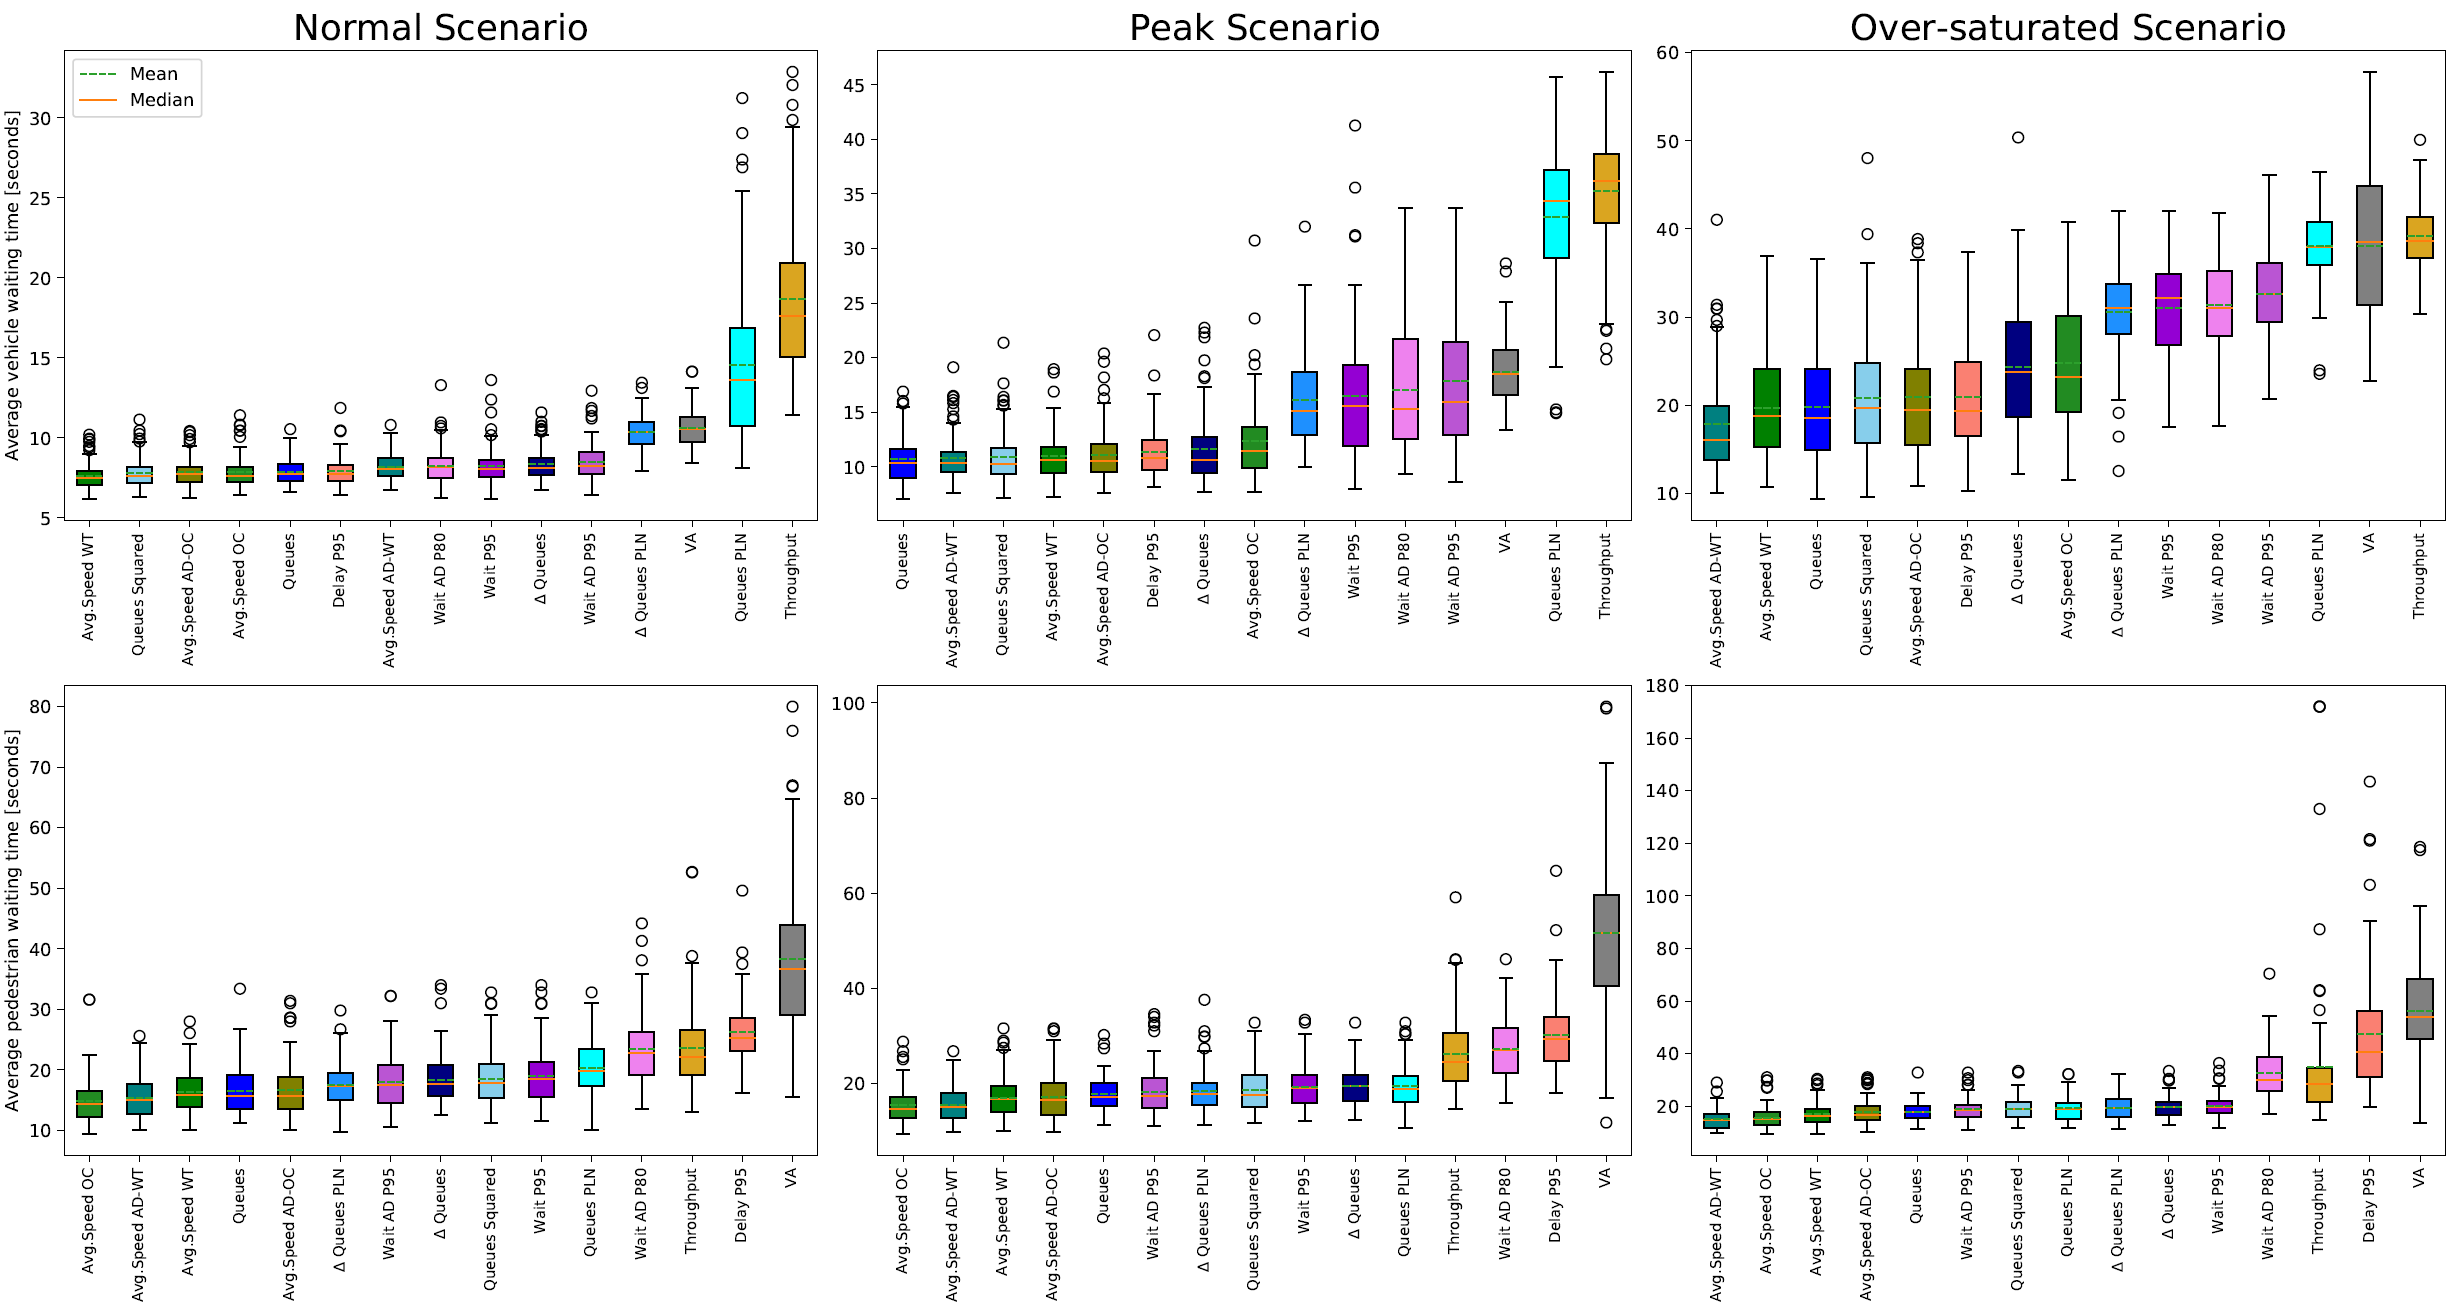 Normal Scenario
Peak Scenario
Over-saturated Scenario
Average vehicle waiting time [seconds]
Mean
Median
30
25
20
15
10
5
Avg.Speed WT
Queues Squared
Avg.Speed AD-OC
Avg.Speed OC
Queues
Delay P95
Avg.Speed AD-WT
Wait AD P80
Wait P95
Δ Queues
Wait AD P95
Δ Queues PLN
VA
Queues PLN
Throughput
45
40
35
30
25
20
15
10
Queues
Avg.Speed AD-WT
Queues Squared
Avg.Speed WT
Avg.Speed AD-OC
Delay P95
Δ Queues
Avg.Speed OC
Δ Queues PLN
Wait P95
Wait AD P80
Wait AD P95
VA
Queues PLN
Throughput
60
50
40
30
20
10
Avg.Speed AD-WT
Avg.Speed WT
Queues
Queues Squared
Avg.Speed AD-OC
Delay P95
Δ Queues
Avg.Speed OC
Δ Queues PLN
Wait P95
Wait AD P80
Wait AD P95
Queues PLN
VA
Throughput
Average pedestrian waiting time [seconds]
80
70
60
50
40
30
20
10
Avg.Speed OC
Avg.Speed AD-WT
Avg.Speed WT
Queues
Avg.Speed AD-OC
Δ Queues PLN
Wait AD P95
Δ Queues
Queues Squared
Wait P95
Queues PLN
Wait AD P80
Throughput
Delay P95
VA
100
80
60
40
20
Avg.Speed OC
Avg.Speed AD-WT
Avg.Speed WT
Avg.Speed AD-OC
Queues
Wait AD P95
Δ Queues PLN
Queues Squared
Wait P95
Δ Queues
Queues PLN
Throughput
Wait AD P80
Delay P95
VA
180
160
140
120
100
80
60
40
20
Avg.Speed AD-WT
Avg.Speed OC
Avg.Speed WT
Avg.Speed AD-OC
Queues
Wait AD P95
Queues Squared
Queues PLN
Δ Queues PLN
Δ Queues
Wait P95
Wait AD P80
Throughput
Delay P95
VA